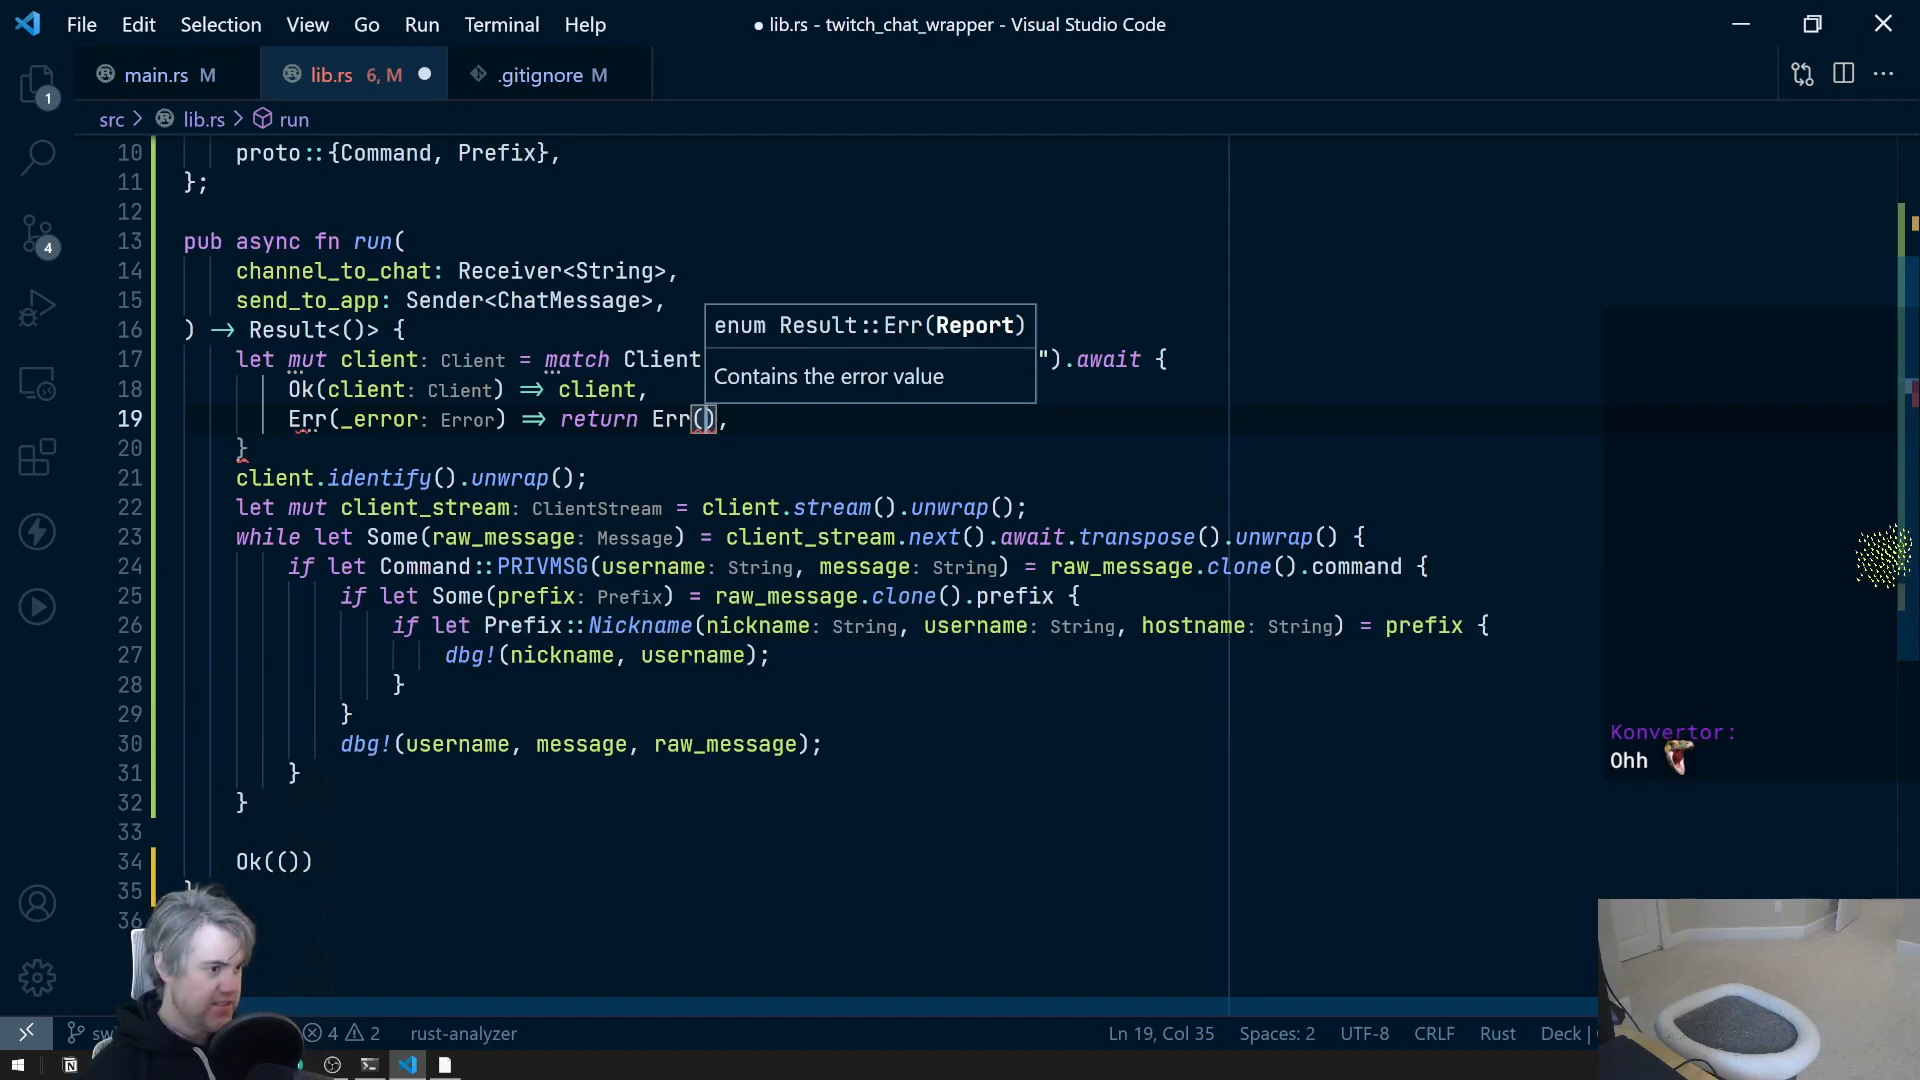 File Edit Selection View Go Run Terminal Help
● lib.rs - twitch_chat_wrapper - Visual Studio Code
main.rs M
lib.rs 6, M
.gitignore M
src > lib.rs > run
10 proto::{Command, Prefix},
11 };
12
13 pub async fn run(
14 channel_to_chat: Receiver<String>,
15 send_to_app: Sender<ChatMessage>,
16 ) -> Result<()> {
enum Result::Err(Report)
17 let mut client: Client = match Client ").await {
Contains the error value
18 Ok(client: Client) => client,
19 Err(_error: Error) => return Err(),
20 }
21 client.identify().unwrap();
22 let mut client_stream: ClientStream = client.stream().unwrap();
23 while let Some(raw_message: Message) = client_stream.next().await.transpose().unwrap() {
24 if let Command::PRIVMSG(username: String, message: String) = raw_message.clone().command {
25 if let Some(prefix: Prefix) = raw_message.clone().prefix {
26 if let Prefix::Nickname(nickname: String, username: String, hostname: String) = prefix {
27 dbg!(nickname, username);
28 }
29 }
30 dbg!(username, message, raw_message);
31 }
32 }
33
34 Ok(())
35 }
36
1
4
Konvertor:
Ohh
sw
4 2
rust-analyzer
Ln 19, Col 35
Spaces: 2
UTF-8
CRLF
Rust
Deck